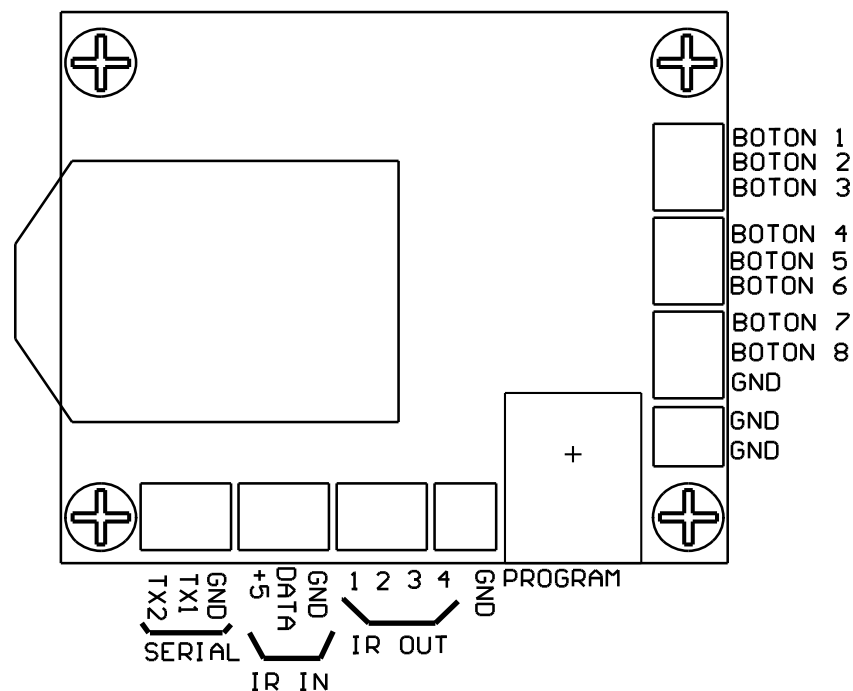 BOTON 1
BOTON 2
BOTON 3
BOTON 4
BOTON 5
BOTON 6
BOTON 7
BOTON 8
GND
GND
GND
TX2
TX1
GND
SERIAL
+5
DATA
GND
IR IN
1 2 3 4
IR OUT
GND
PROGRAM